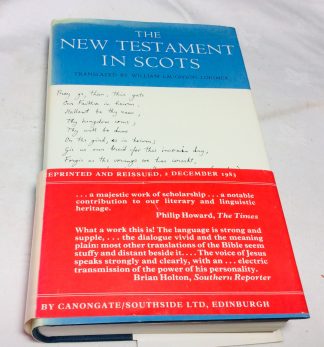 THE
NEW TESTAMENT
IN SCOTS
TRANSLATED BY WILLIAM LAUGHTON LORIMER
Pray ye, than, this gate
Our Faither in heiven,
Hallowt be thy name;
Thy Kingdom come;
Thy will be dune
On the yird, as in heiven;
Gie us our breid for this incomin day;
Forgie us the wrangs we hae wrocht,
REPRINTED AND REISSUED, 2 DECEMBER 1983
. . . a majestic work of scholarship . . . a notable
contribution to our literary and linguistic
heritage.
Philip Howard, The Times
What a work this is! The language is strong and
supple, . . . the dialogue vivid and the meaning
plain: most other translations of the Bible seem
stuffy and distant beside it. . . . The voice of Jesus
speaks strongly and clearly, with an . . . electric
transmission of the power of his personality.
Brian Holton, Southern Reporter
BY CANONGATE/SOUTHSIDE LTD, EDINBURGH